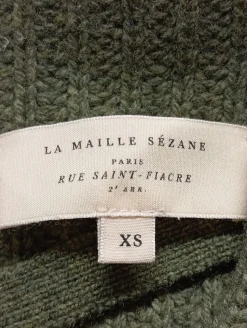 LA MAILLE SÉZANE
PARIS
RUE SAINT-FIACRE
2e ARR.
XS